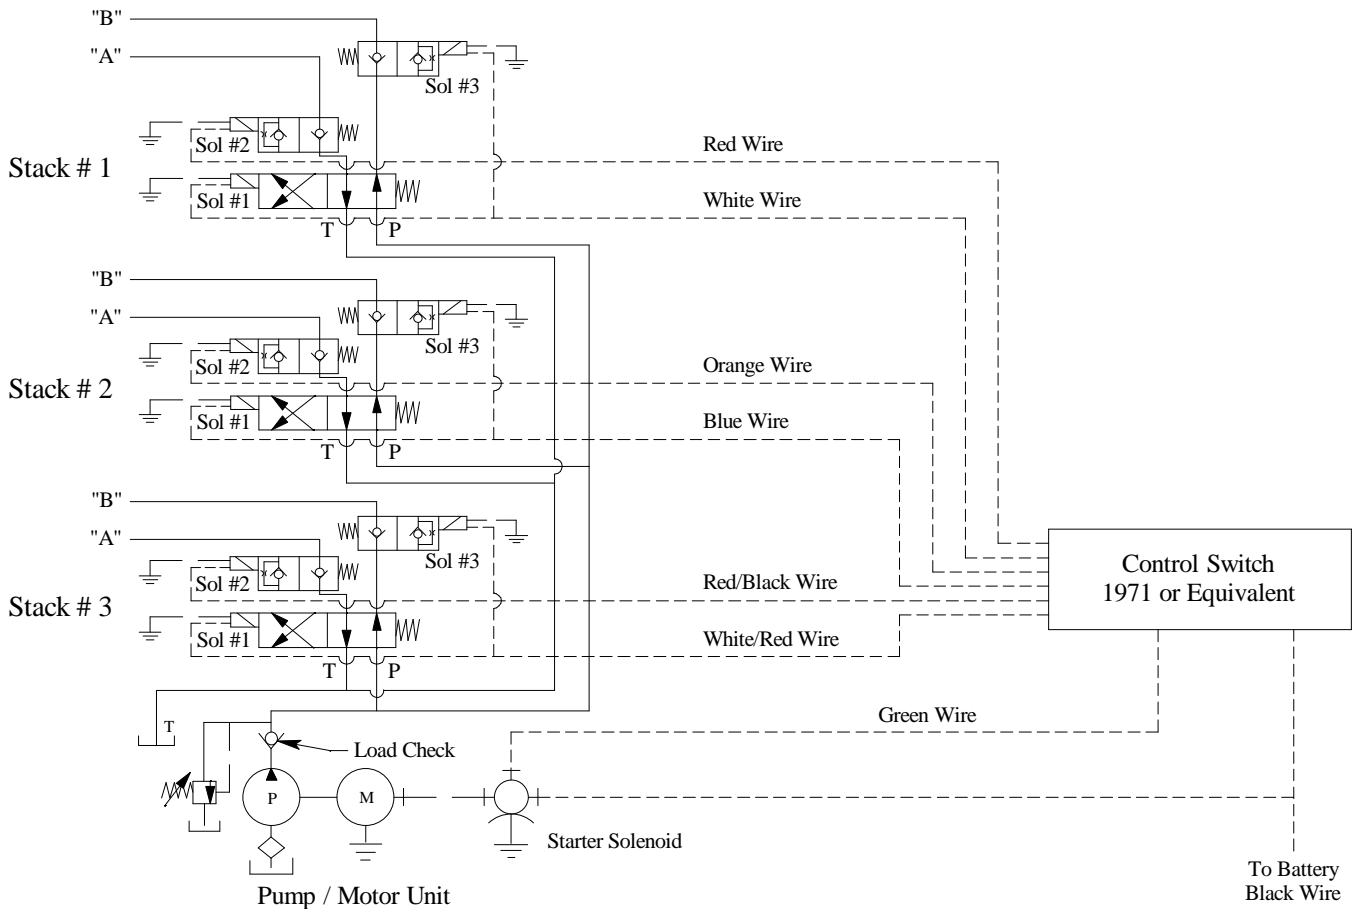 "B"
"A"
Sol #3
Sol #2
Red Wire
Stack # 1
Sol #1
White Wire
T P
"B"
"A"
Sol #3
Sol #2
Orange Wire
Stack # 2
Sol #1
Blue Wire
T P
"B"
"A"
Sol #3
Sol #2
Red/Black Wire
Control Switch
1971 or Equivalent
Stack # 3
Sol #1
White/Red Wire
T P
T
Green Wire
Load Check
P
M
Starter Solenoid
To Battery
Black Wire
Pump / Motor Unit